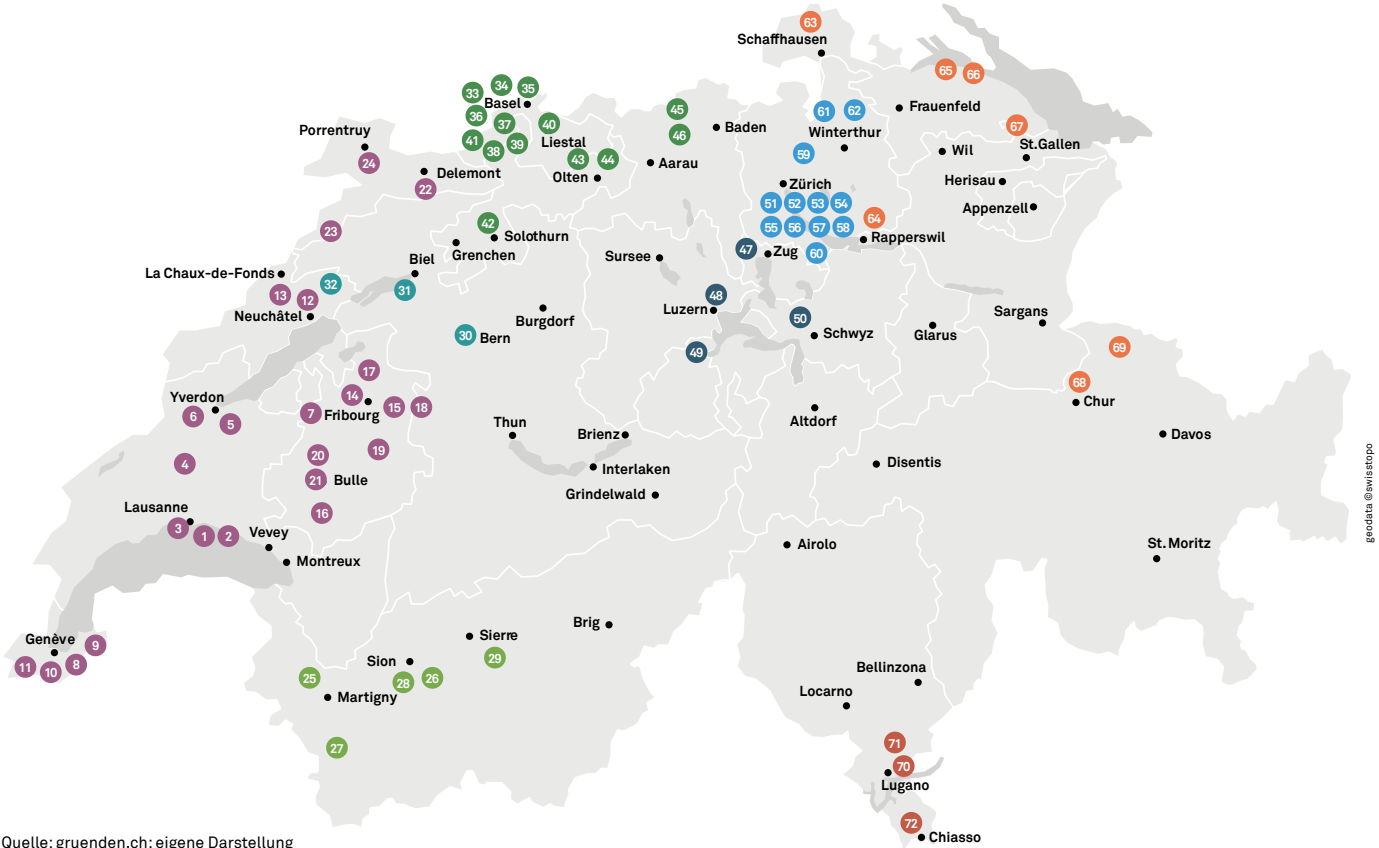 63
Schaffhausen
65
66
34
35
33
Basel
45
61
62
Frauenfeld
36
37
40
46
Baden
Winterthur
67
Porrentruy
41
38
39
Liestal
59
Wil
St.Gallen
24
Delemont
43
44
Olten
Aarau
Zürich
Herisau
22
51
52
53
54
Appenzell
23
42
Solothurn
55
56
57
58
64
Rapperswil
Grenchen
47
Zug
60
La Chaux-de-Fonds
Biel
Sursee
13
12
32
31
48
Neuchâtel
Burgdorf
Luzern
50
Sargans
30
Bern
Schwyz
Glarus
49
69
17
68
Yverdon
14
Chur
6
5
7
Fribourg
15
18
Thun
Brienz
Altdorf
Davos
4
20
19
Interlaken
Disentis
21
Bulle
Grindelwald
Lausanne
16
3
1
2
Vevey
Airolo
St. Moritz
Montreux
geodata ©swisstopo
Genève
9
Sierre
Brig
11
10
8
Sion
29
25
28
26
Bellinzona
Martigny
Locarno
27
71
70
Lugano
72
Chiasso
Quelle: gruenden.ch; eigene Darstellung